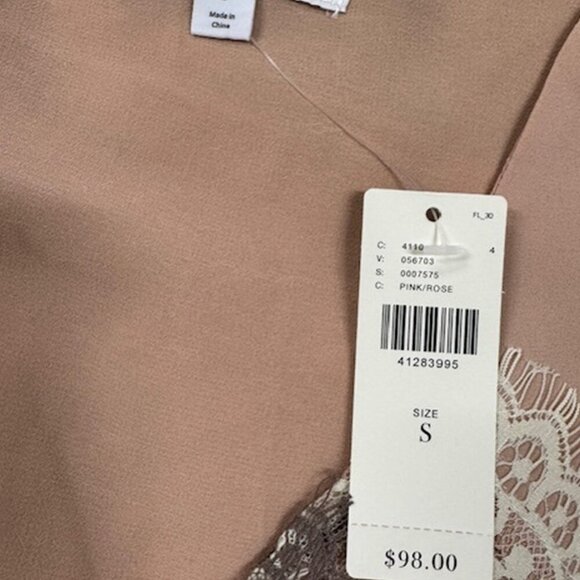 Made in
China
FL_30
C: 4110 4
V: 056703
S: 0007575
C: PINK/ROSE
41283995
SIZE
S
$98.00